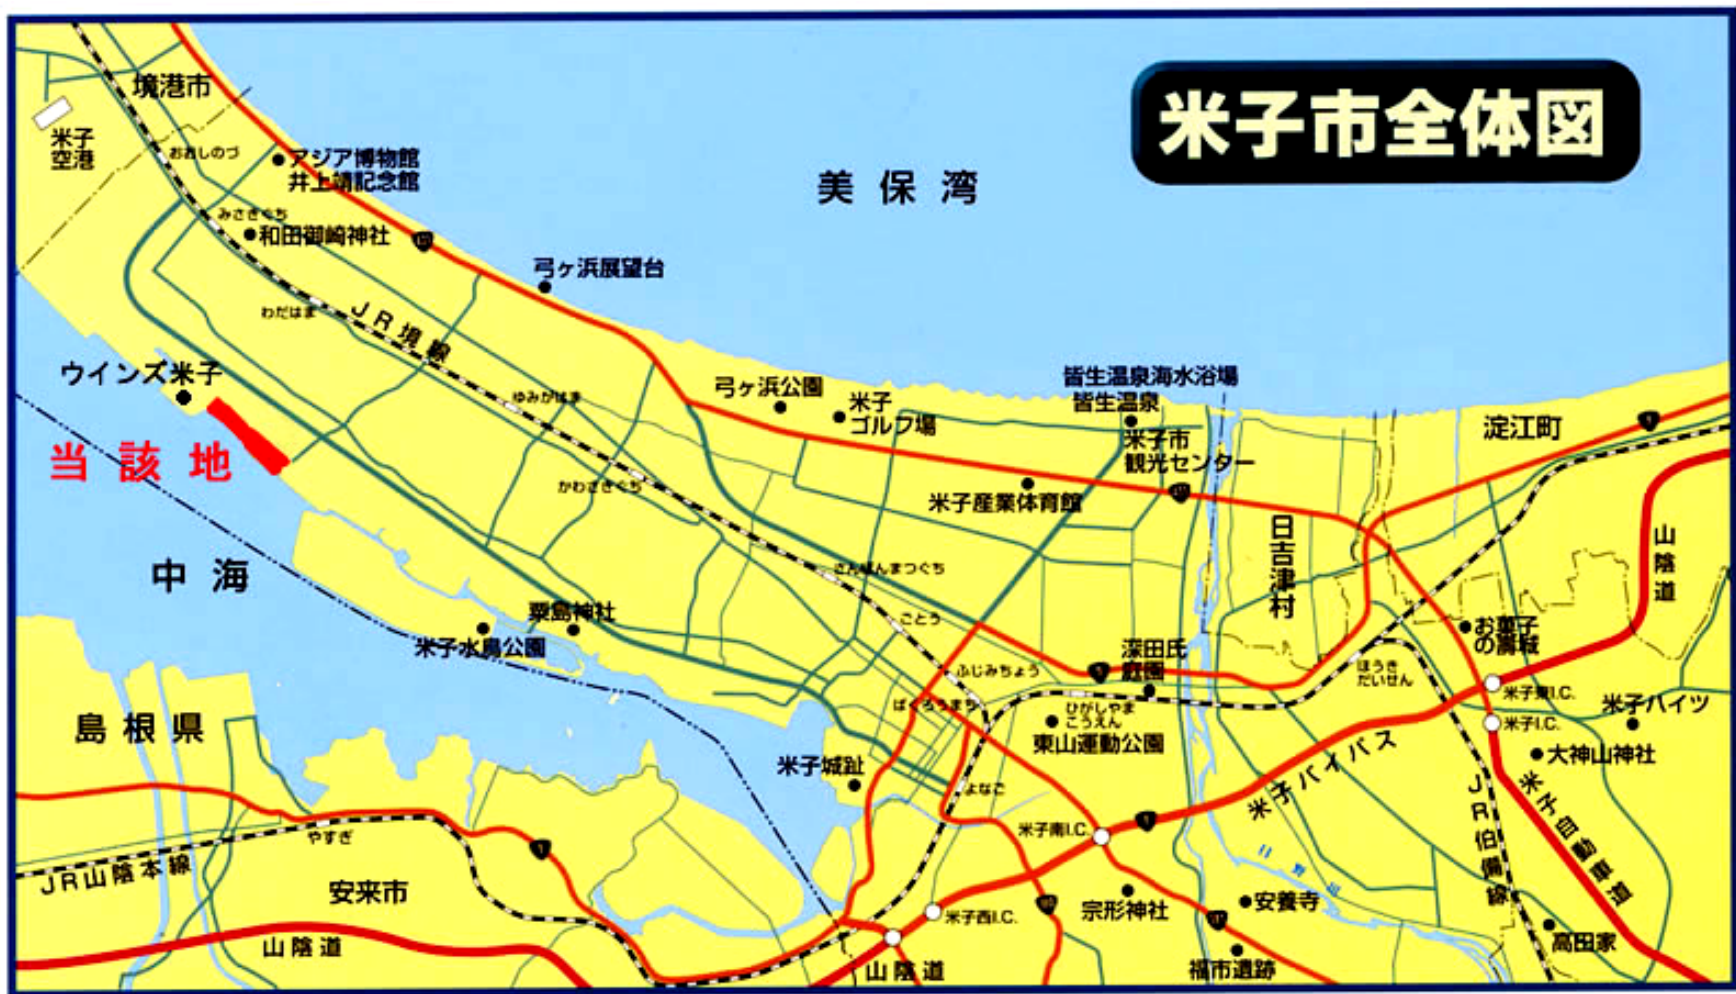 米子市全体図
境港市
米子
空港
おおしのづ
アジア博物館
井上靖記念館
美保湾
みさきぐち
和田御崎神社
弓ヶ浜展望台
わだはま
JR境線
ウインズ米子
ゆみがはま
弓ヶ浜公園
米子
ゴルフ場
皆生温泉海水浴場
皆生温泉
米子市
観光センター
淀江町
当該地
かわさきぐち
米子産業体育館
日吉津村
山陰道
中海
さんぼんまつぐち
粟島神社
米子水鳥公園
ごとう
お菓子
の壽城
深田氏
庭園
ふじみちょう
ほうき
だいせん
米子東I.C.
ばくろうまち
ひがしやま
こうえん
東山運動公園
米子I.C.
米子ハイツ
島根県
大神山神社
米子城趾
米子バイパス
よなご
JR伯備線
米子自動車道
米子南I.C.
やすぎ
JR山陰本線
日野川
安来市
宗形神社
安養寺
米子西I.C.
高田家
山陰道
山陰道
福市遺跡